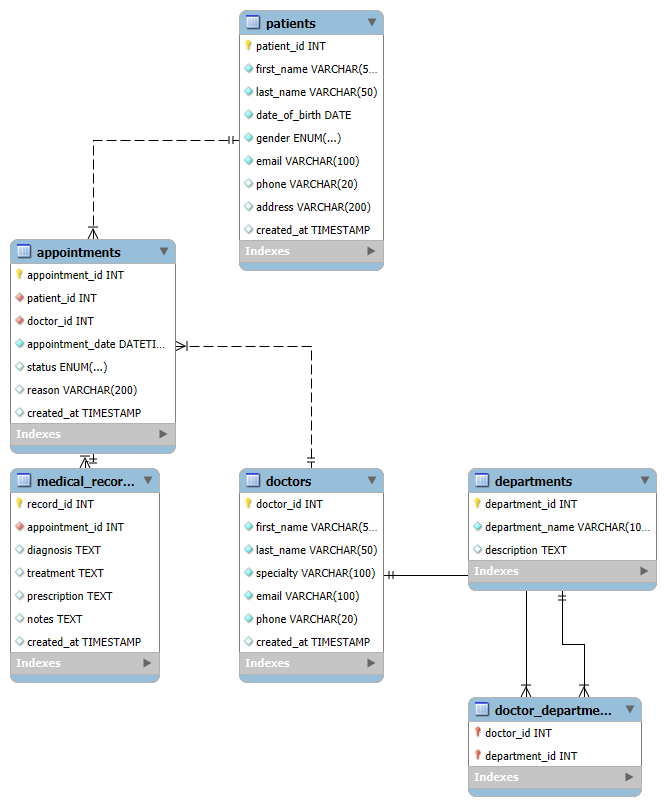 patients
patient_id INT
first_name VARCHAR(5...
last_name VARCHAR(50)
date_of_birth DATE
gender ENUM(...)
email VARCHAR(100)
phone VARCHAR(20)
address VARCHAR(200)
created_at TIMESTAMP
Indexes
appointments
appointment_id INT
patient_id INT
doctor_id INT
appointment_date DATETI...
status ENUM(...)
reason VARCHAR(200)
created_at TIMESTAMP
Indexes
medical_recor...
record_id INT
appointment_id INT
diagnosis TEXT
treatment TEXT
prescription TEXT
notes TEXT
created_at TIMESTAMP
Indexes
doctors
doctor_id INT
first_name VARCHAR(5...
last_name VARCHAR(50)
specialty VARCHAR(100)
email VARCHAR(100)
phone VARCHAR(20)
created_at TIMESTAMP
Indexes
departments
department_id INT
department_name VARCHAR(10...
description TEXT
Indexes
doctor_departme...
doctor_id INT
department_id INT
Indexes